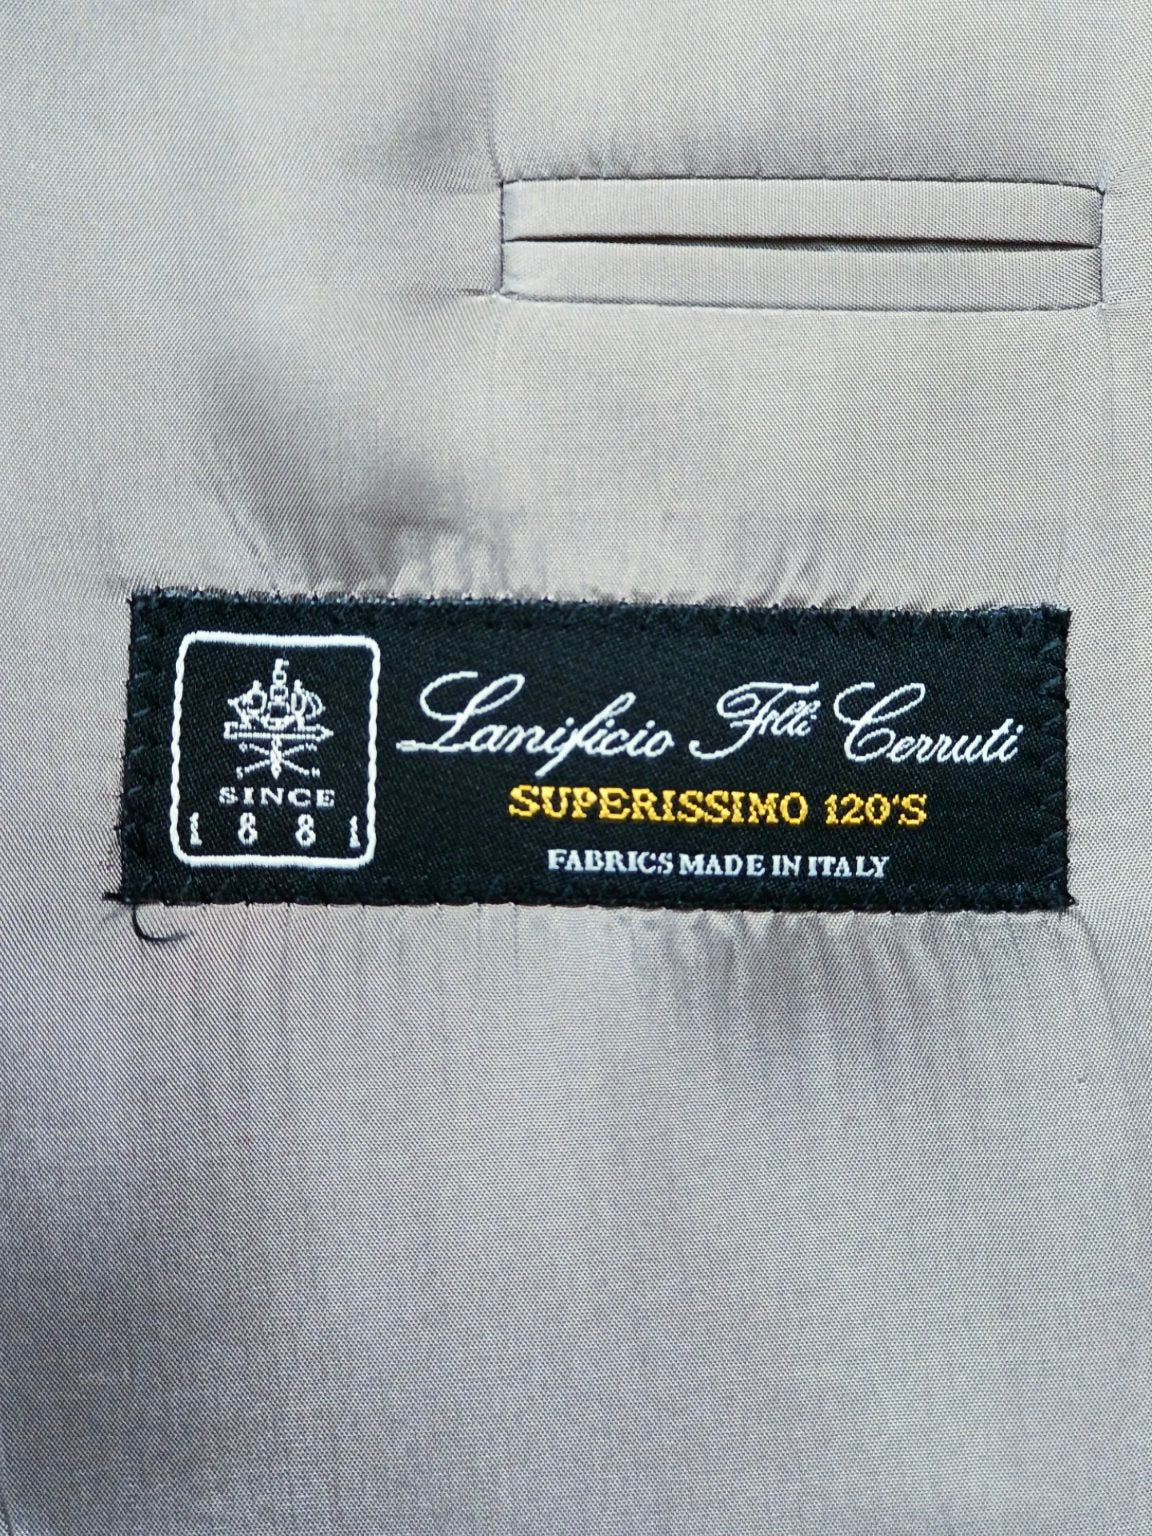 SINCE
1881
Lanificio Flli Cerruti
SUPERISSIMO 120'S
FABRICS MADE IN ITALY